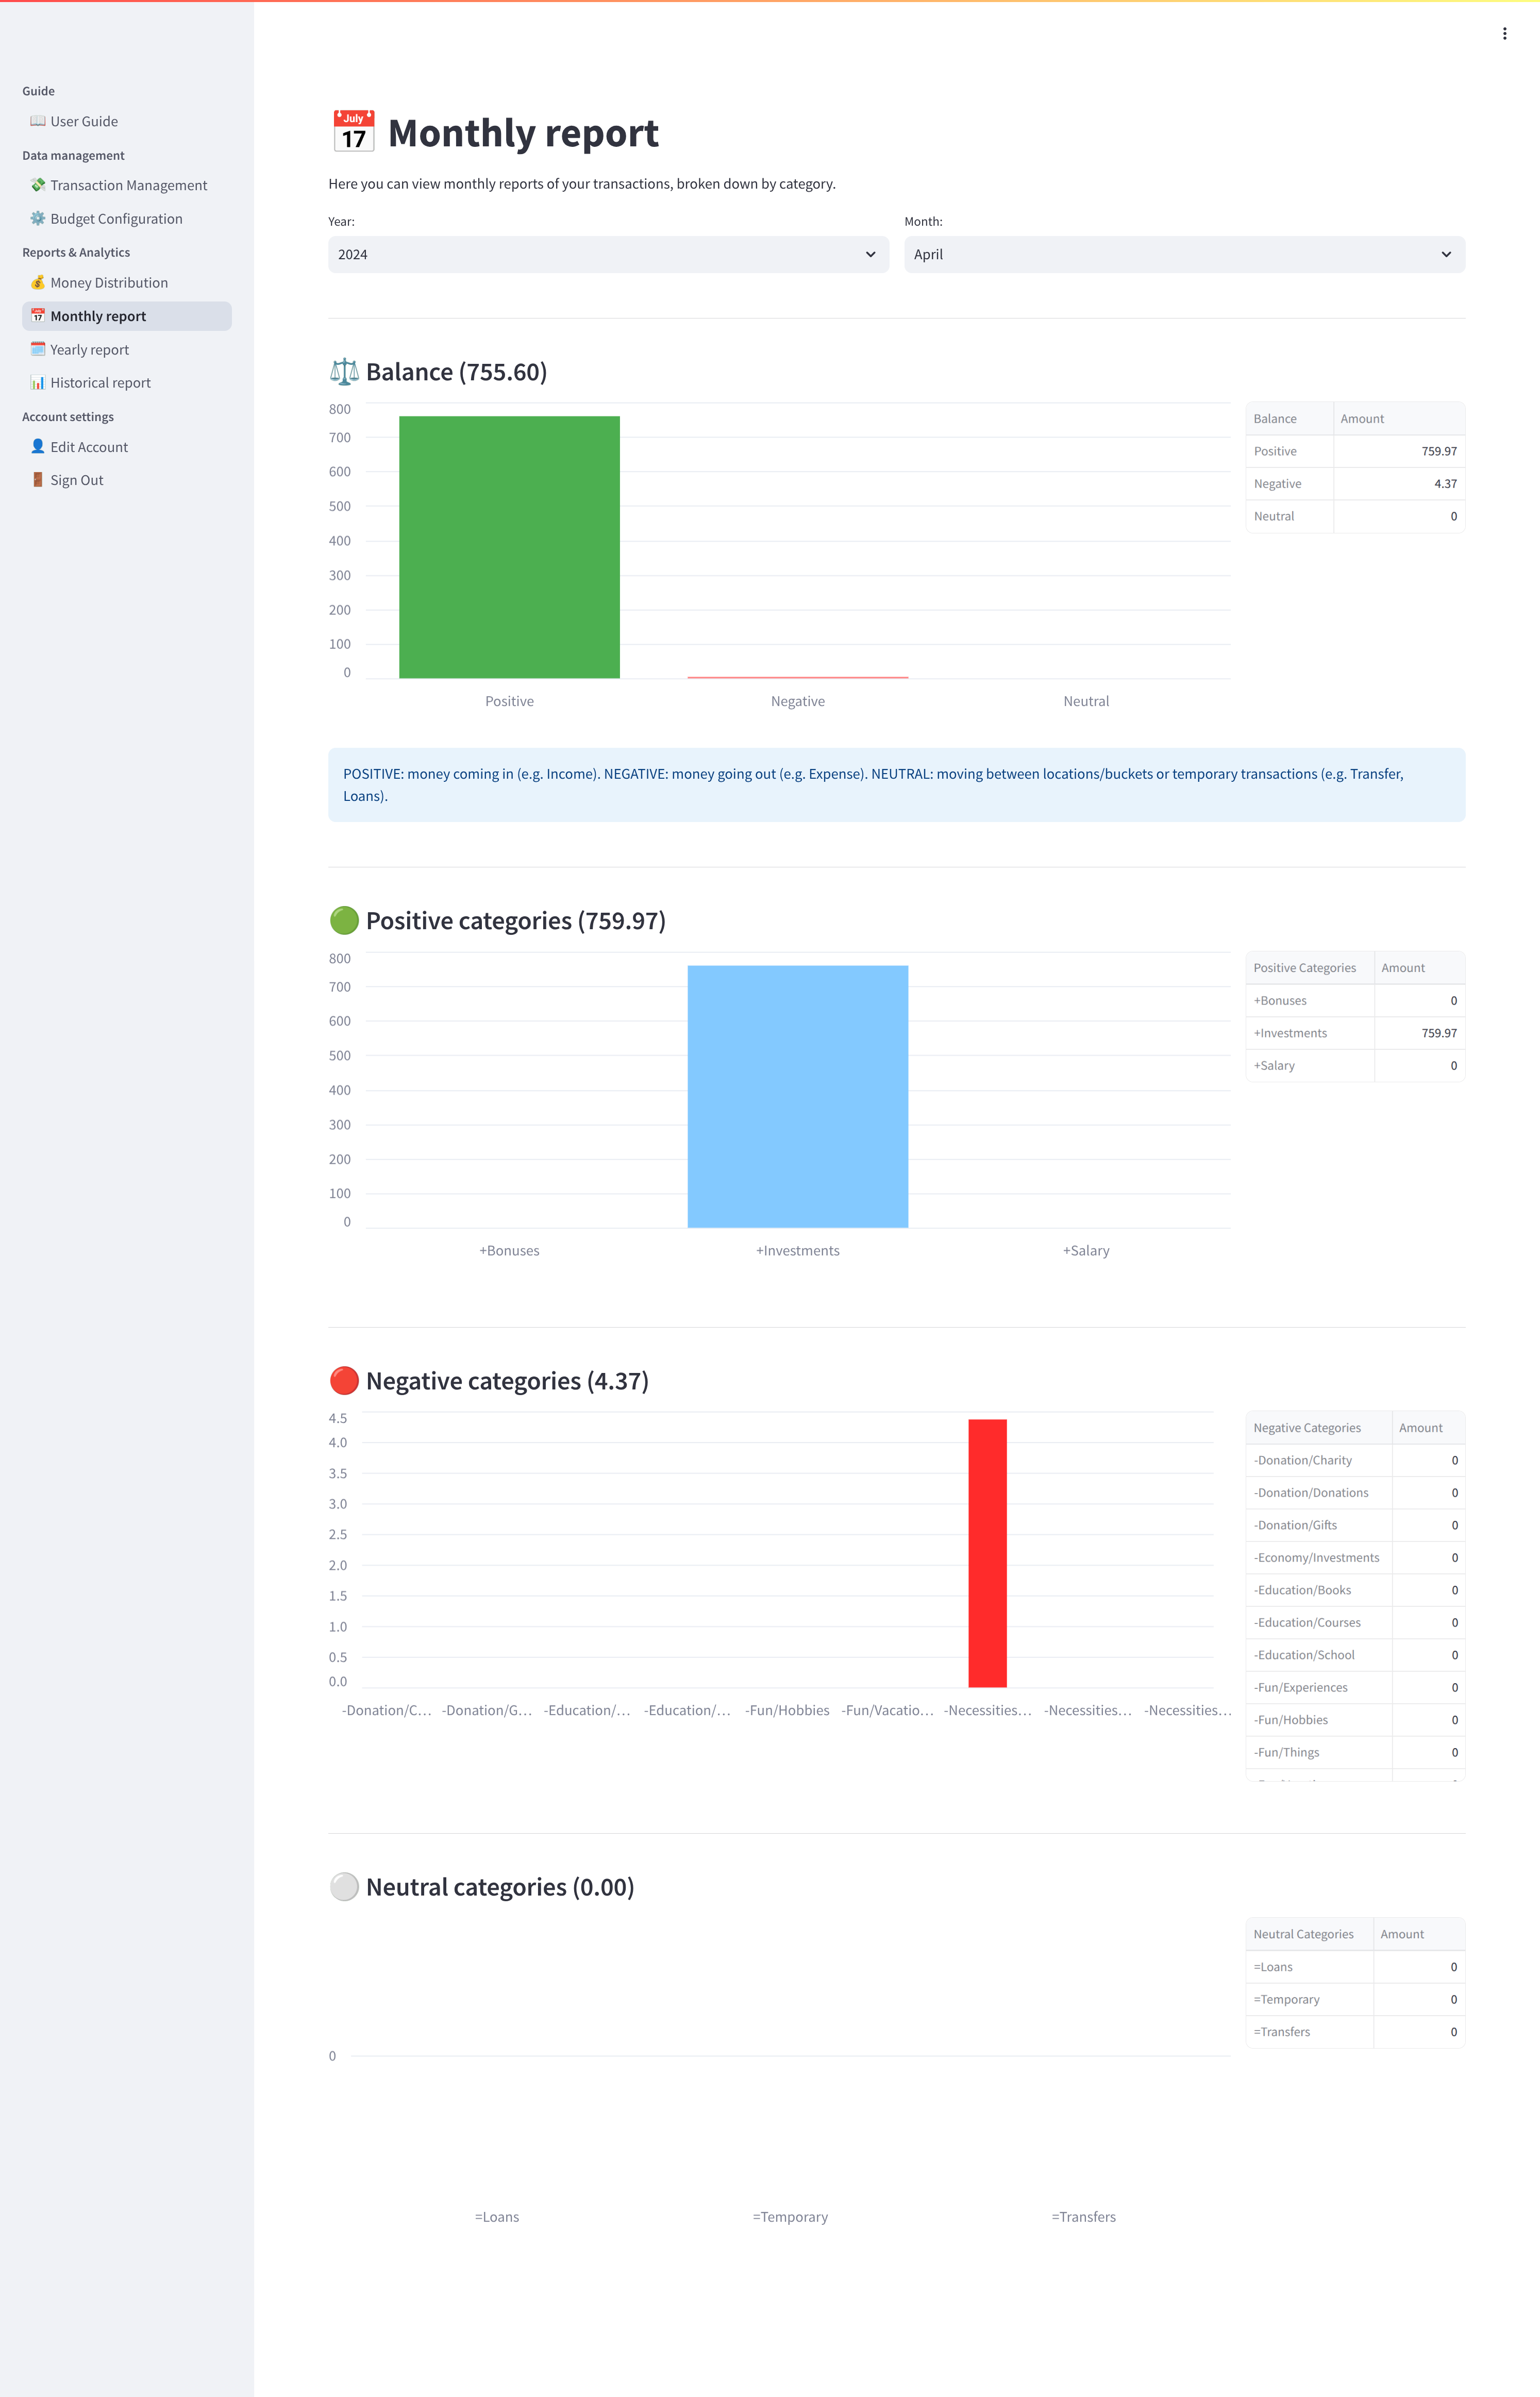 Guide
User Guide
Data management
Transaction Management
Budget Configuration
Reports & Analytics
Money Distribution
Monthly report
Yearly report
Historical report
Account settings
Edit Account
Sign Out
July
17
Monthly report
Here you can view monthly reports of your transactions, broken down by category.
Year:
2024
Month:
April
Balance (755.60)
800
700
600
500
400
300
200
100
0
Positive
Negative
Neutral
Balance Amount
Positive 759.97
Negative 4.37
Neutral 0
POSITIVE: money coming in (e.g. Income). NEGATIVE: money going out (e.g. Expense). NEUTRAL: moving between locations/buckets or temporary transactions (e.g. Transfer,
Loans).
Positive categories (759.97)
800
700
600
500
400
300
200
100
0
+Bonuses
+Investments
+Salary
Positive Categories Amount
+Bonuses 0
+Investments 759.97
+Salary 0
Negative categories (4.37)
4.5
4.0
3.5
3.0
2.5
2.0
1.5
1.0
0.5
0.0
-Donation/C…
-Donation/G…
-Education/…
-Education/…
-Fun/Hobbies
-Fun/Vacatio…
-Necessities…
-Necessities…
-Necessities…
Negative Categories Amount
-Donation/Charity 0
-Donation/Donations 0
-Donation/Gifts 0
-Economy/Investments 0
-Education/Books 0
-Education/Courses 0
-Education/School 0
-Fun/Experiences 0
-Fun/Hobbies 0
-Fun/Things 0
Neutral categories (0.00)
0
=Loans
=Temporary
=Transfers
Neutral Categories Amount
=Loans 0
=Temporary 0
=Transfers 0